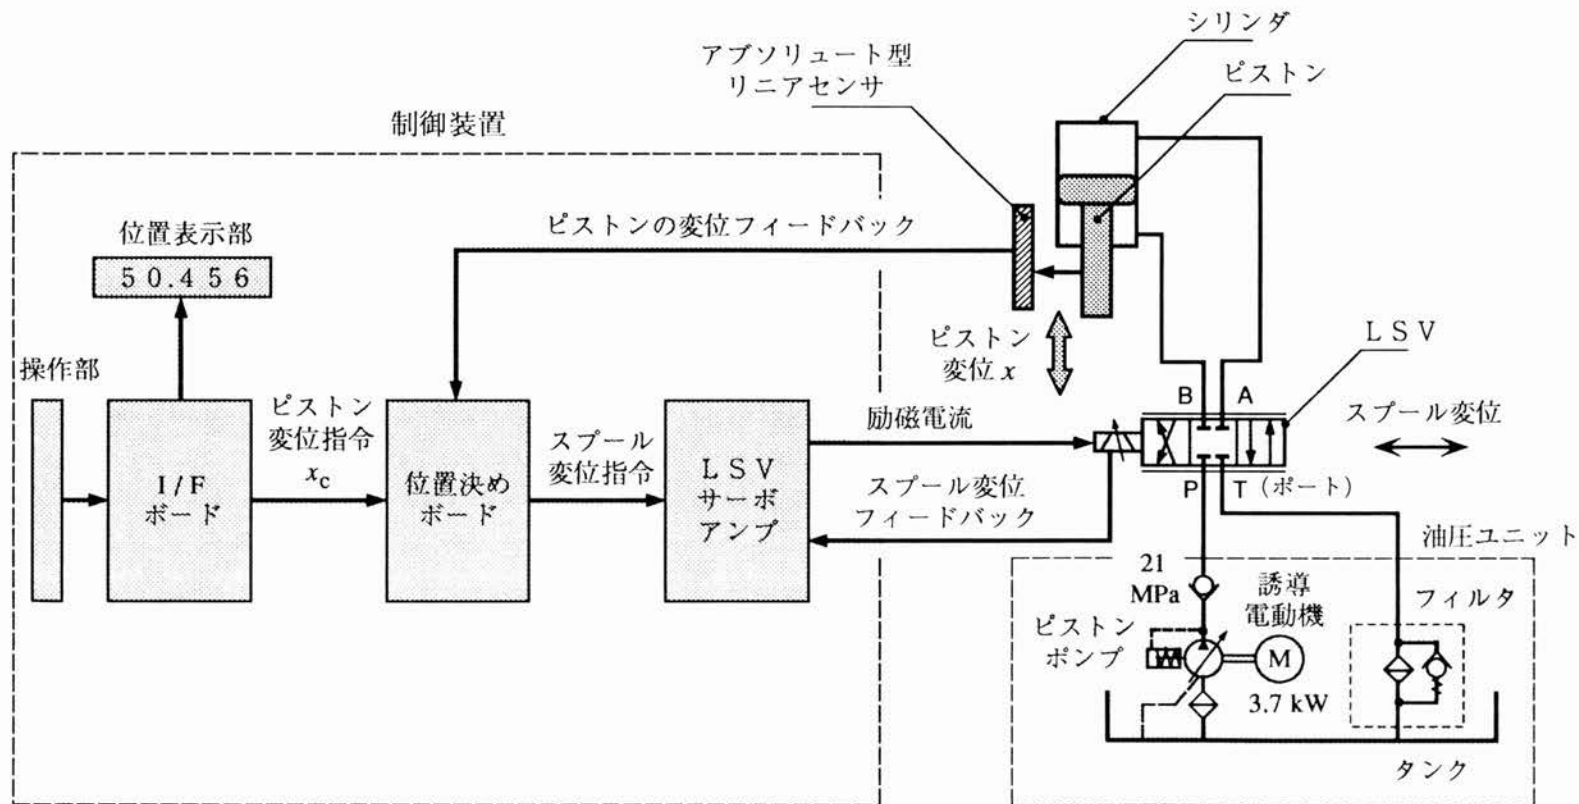 シリンダ
アブソリュート型
リニアセンサ
ピストン
制御装置
位置表示部
50.456
ピストンの変位フィードバック
操作部
ピストン
変位 x
LSV
B A
スプール変位
I/F
ボード
ピストン
変位指令
xc
位置決め
ボード
スプール
変位指令
LSV
サーボ
アンプ
励磁電流
スプール変位
フィードバック
P T (ポート)
油圧ユニット
21
MPa
誘導
電動機
フィルタ
ピストン
ポンプ
M
3.7 kW
タンク